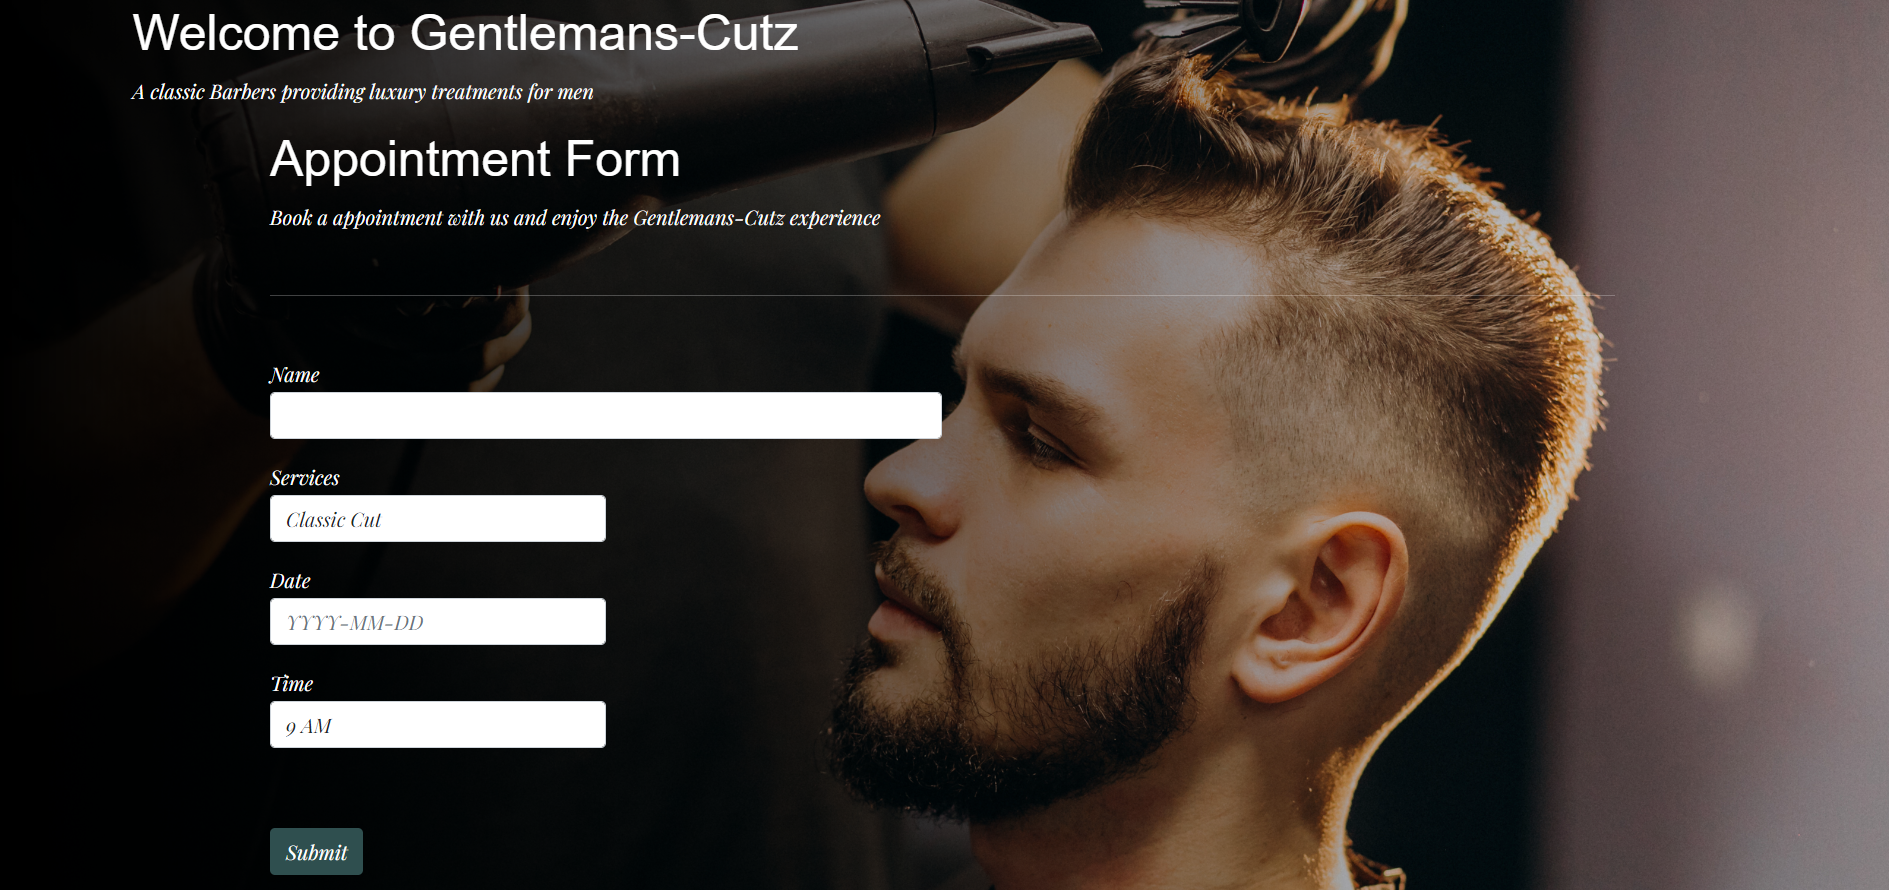 Welcome to Gentlemans-Cutz
A classic Barbers providing luxury treatments for men
Appointment Form
Book a appointment with us and enjoy the Gentlemans-Cutz experience
Name
Services
Classic Cut
Date
YYYY-MM-DD
Time
9 AM
Submit